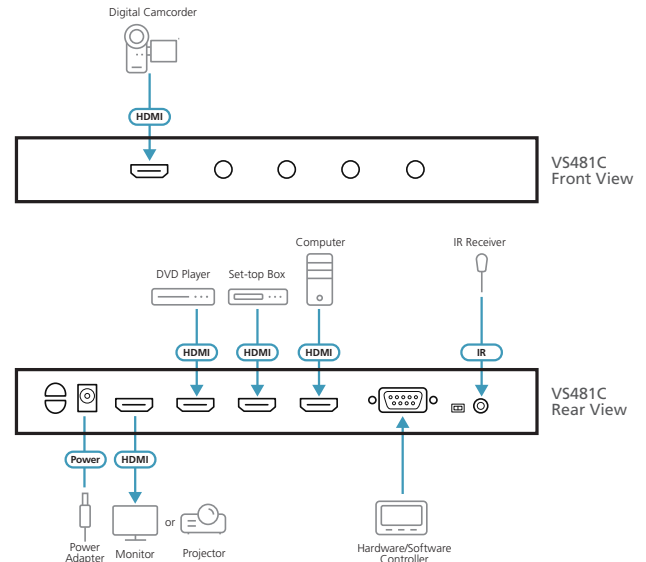 Digital Camcorder
HDMI
VS481C
Front View
Computer
IR Receiver
DVD Player
Set-top Box
HDMI
HDMI
HDMI
IR
VS481C
Rear View
Power
HDMI
or
Power
Adapter
Monitor
Projector
Hardware/Software
Controller